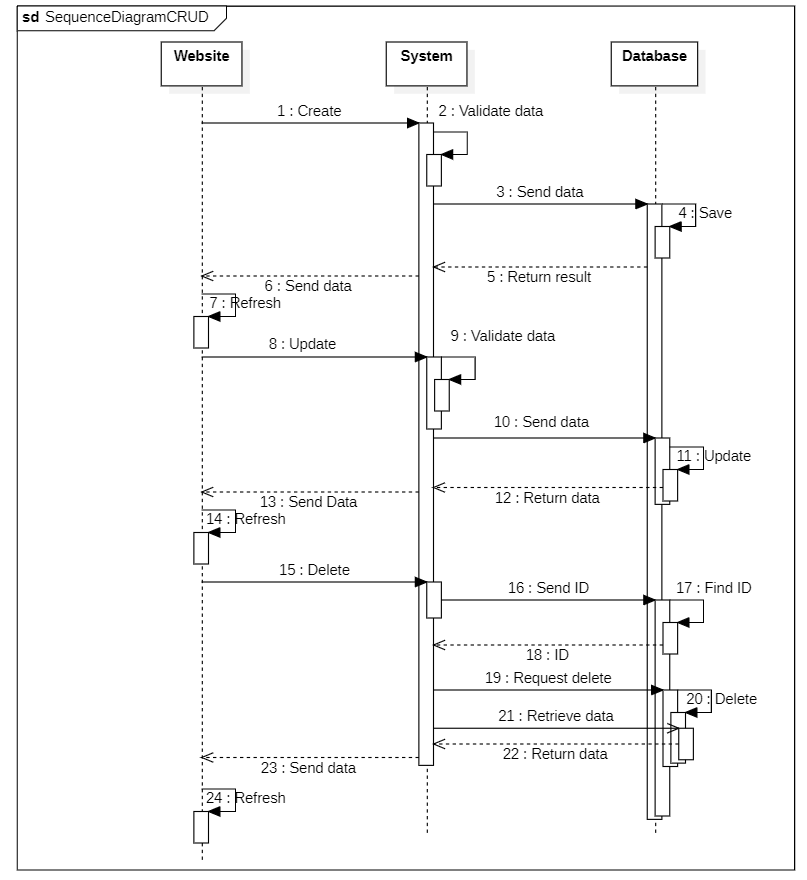 sd SequenceDiagramCRUD
Website
System
Database
1 : Create
2 : Validate data
3 : Send data
4 : Save
5 : Return result
6 : Send data
7 : Refresh
8 : Update
9 : Validate data
10 : Send data
11 : Update
12 : Return data
13 : Send Data
14 : Refresh
15 : Delete
16 : Send ID
17 : Find ID
18 : ID
19 : Request delete
20 : Delete
21 : Retrieve data
22 : Return data
23 : Send data
24 : Refresh